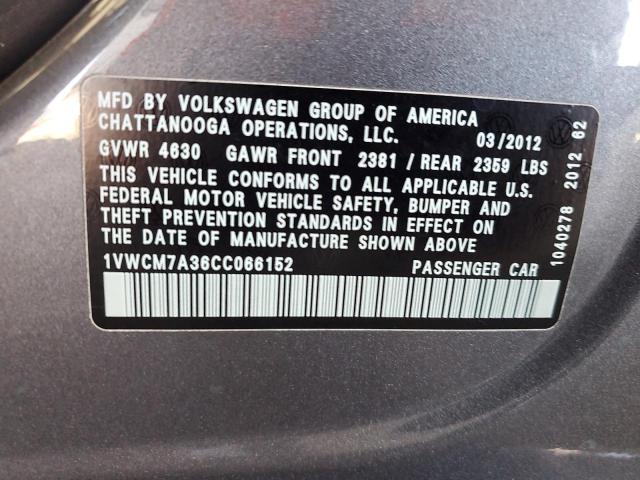 MFD BY VOLKSWAGEN GROUP OF AMERICA
CHATTANOOGA OPERATIONS, LLC. 03/2012
GVWR 4630 GAWR FRONT 2381 / REAR 2359 LBS
THIS VEHICLE CONFORMS TO ALL APPLICABLE U.S.
FEDERAL MOTOR VEHICLE SAFETY, BUMPER AND
THEFT PREVENTION STANDARDS IN EFFECT ON
THE DATE OF MANUFACTURE SHOWN ABOVE
1VWCM7A36CC066152 PASSENGER CAR
1040278 2012 62